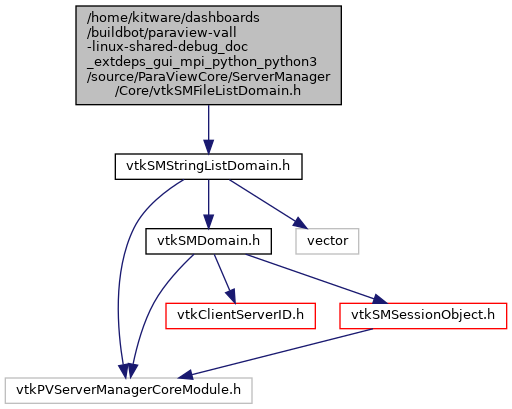 /home/kitware/dashboards
/buildbot/paraview-vall
-linux-shared-debug_doc
_extdeps_gui_mpi_python_python3
/source/ParaViewCore/ServerManager
/Core/vtkSMFileListDomain.h
vtkSMStringListDomain.h
vtkSMDomain.h
vector
vtkClientServerID.h
vtkSMSessionObject.h
vtkPVServerManagerCoreModule.h